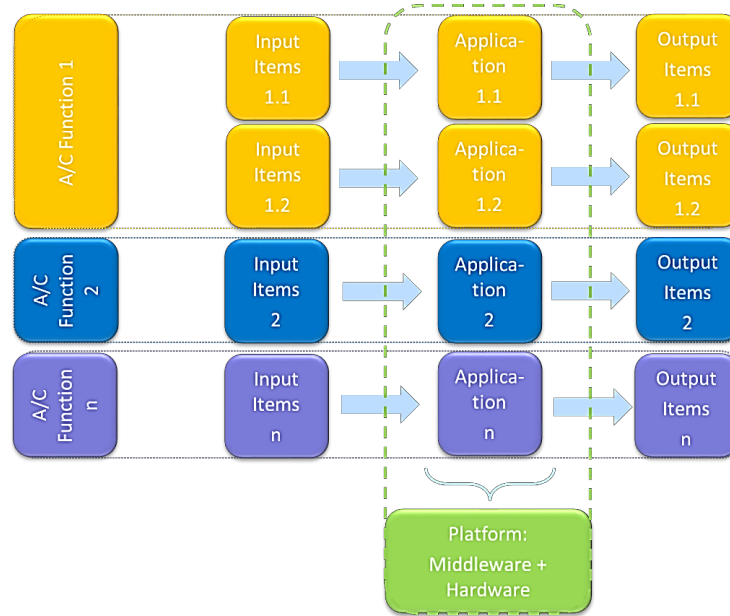 A/C Function 1
Input
Items
1.1
Applica-
tion
1.1
Output
Items
1.1
Input
Items
1.2
Applica-
tion
1.2
Output
Items
1.2
A/C
Function
2
Input
Items
2
Applica-
tion
2
Output
Items
2
A/C
Function
n
Input
Items
n
Applica-
tion
n
Output
Items
n
Platform:
Middleware +
Hardware